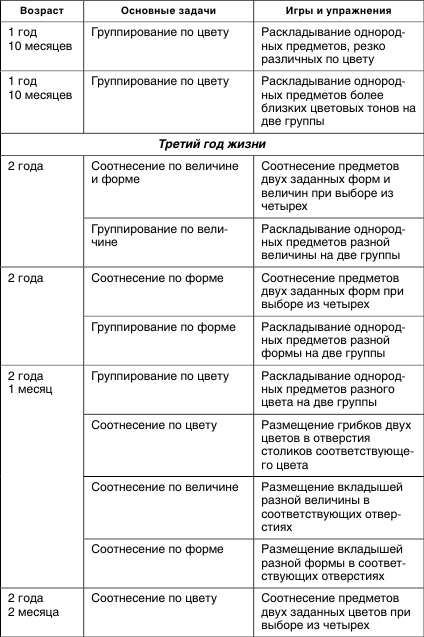 Возраст Основные задачи Игры и упражнения
1 год
10 месяцев
Группирование по цвету
Раскладывание однород-
ных предметов, резко
различных по цвету
1 год
10 месяцев
Группирование по цвету
Раскладывание однород-
ных предметов более
близких цветовых тонов на
две группы
Третий год жизни
2 года
Соотнесение по величине
и форме
Соотнесение предметов
двух заданных форм и
величин при выборе из
четырех
Группирование по вели-
чине
Раскладывание однород-
ных предметов разной
величины на две группы
2 года
Соотнесение по форме
Соотнесение предметов
двух заданных форм при
выборе из четырех
Группирование по форме
Раскладывание однород-
ных предметов разной
формы на две группы
2 года
1 месяц
Группирование по цвету
Раскладывание однород-
ных предметов разного
цвета на две группы
Соотнесение по цвету
Размещение грибков двух
цветов в отверстия
столиков соответствующе-
го цвета
Соотнесение по величине
Размещение вкладышей
разной величины в
соответствующих отвер-
стиях
Соотнесение по форме
Размещение вкладышей
разной формы в соответ-
ствующих отверстиях
2 года
2 месяца
Соотнесение по цвету
Соотнесение предметов
двух заданных цветов при
выборе из четырех